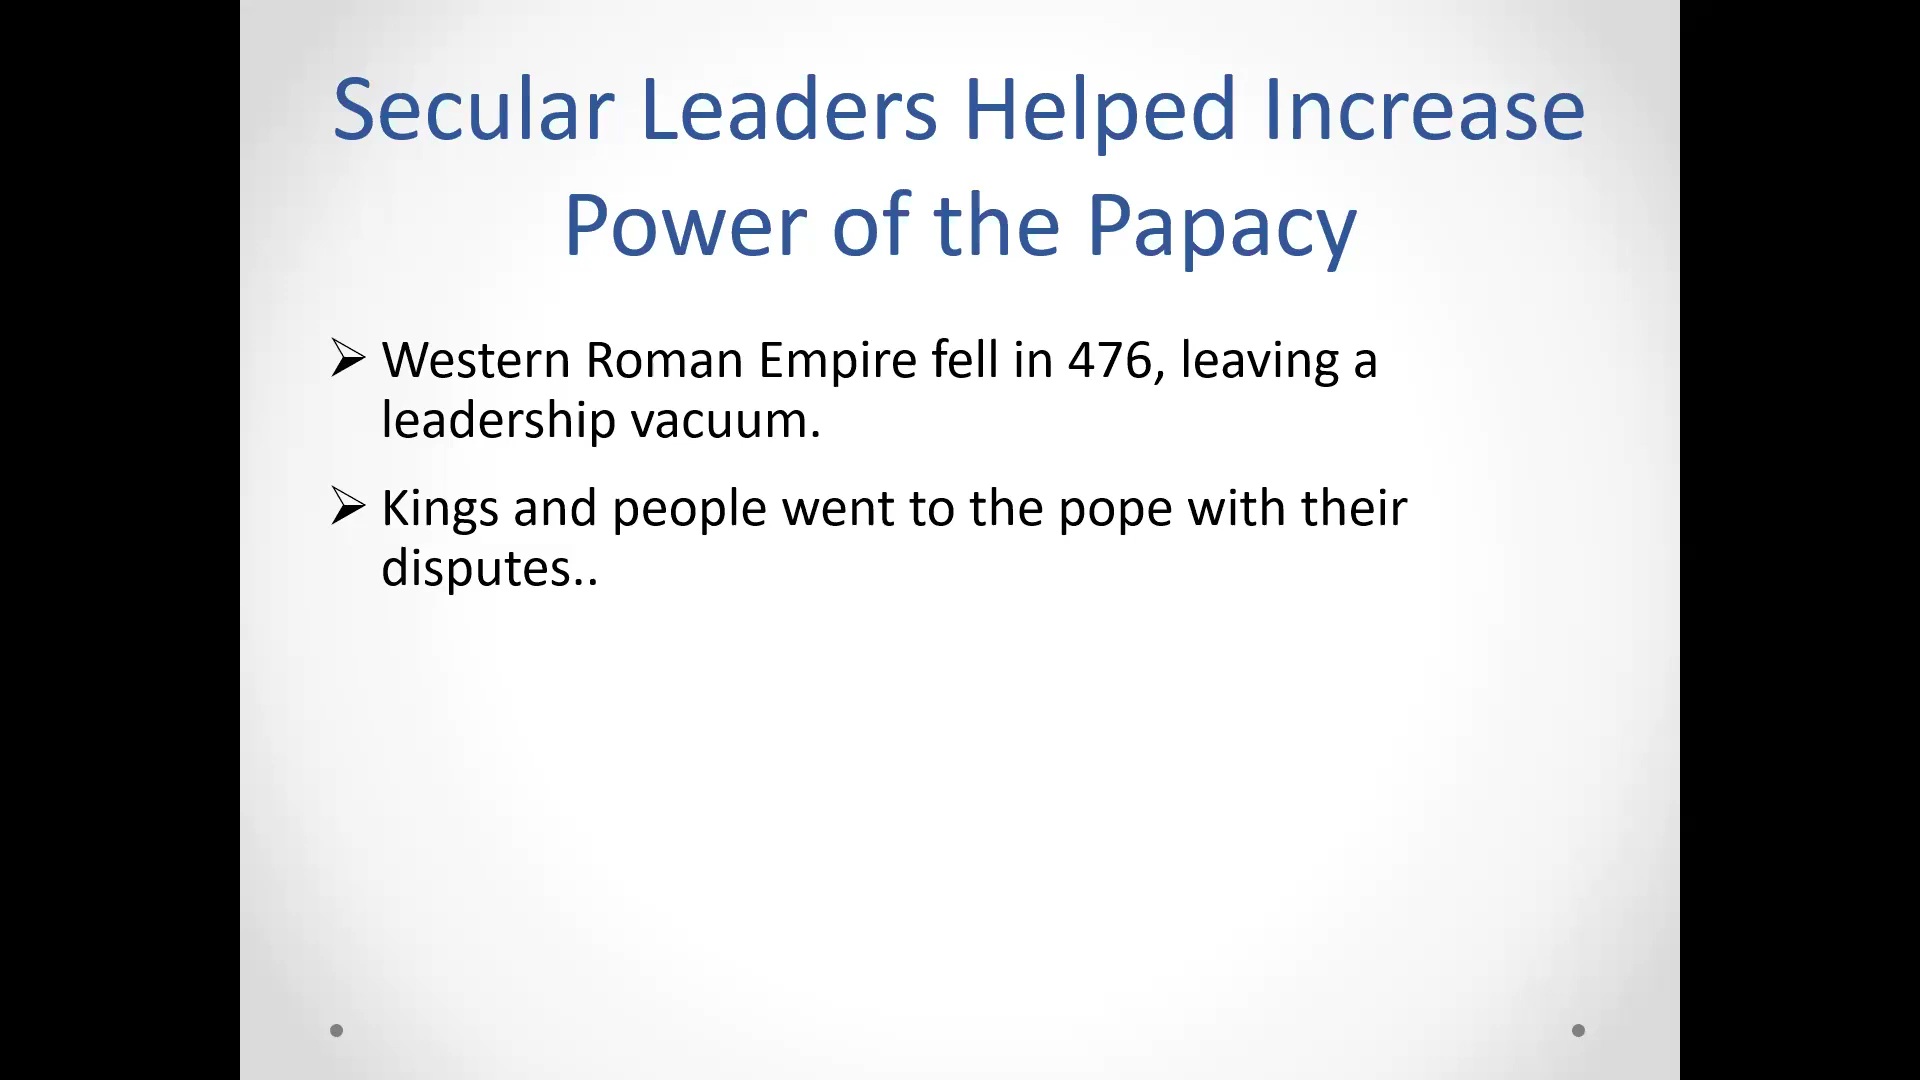 Secular Leaders Helped Increase
Power of the Papacy
Western Roman Empire fell in 476, leaving a
leadership vacuum.
Kings and people went to the pope with their
disputes..